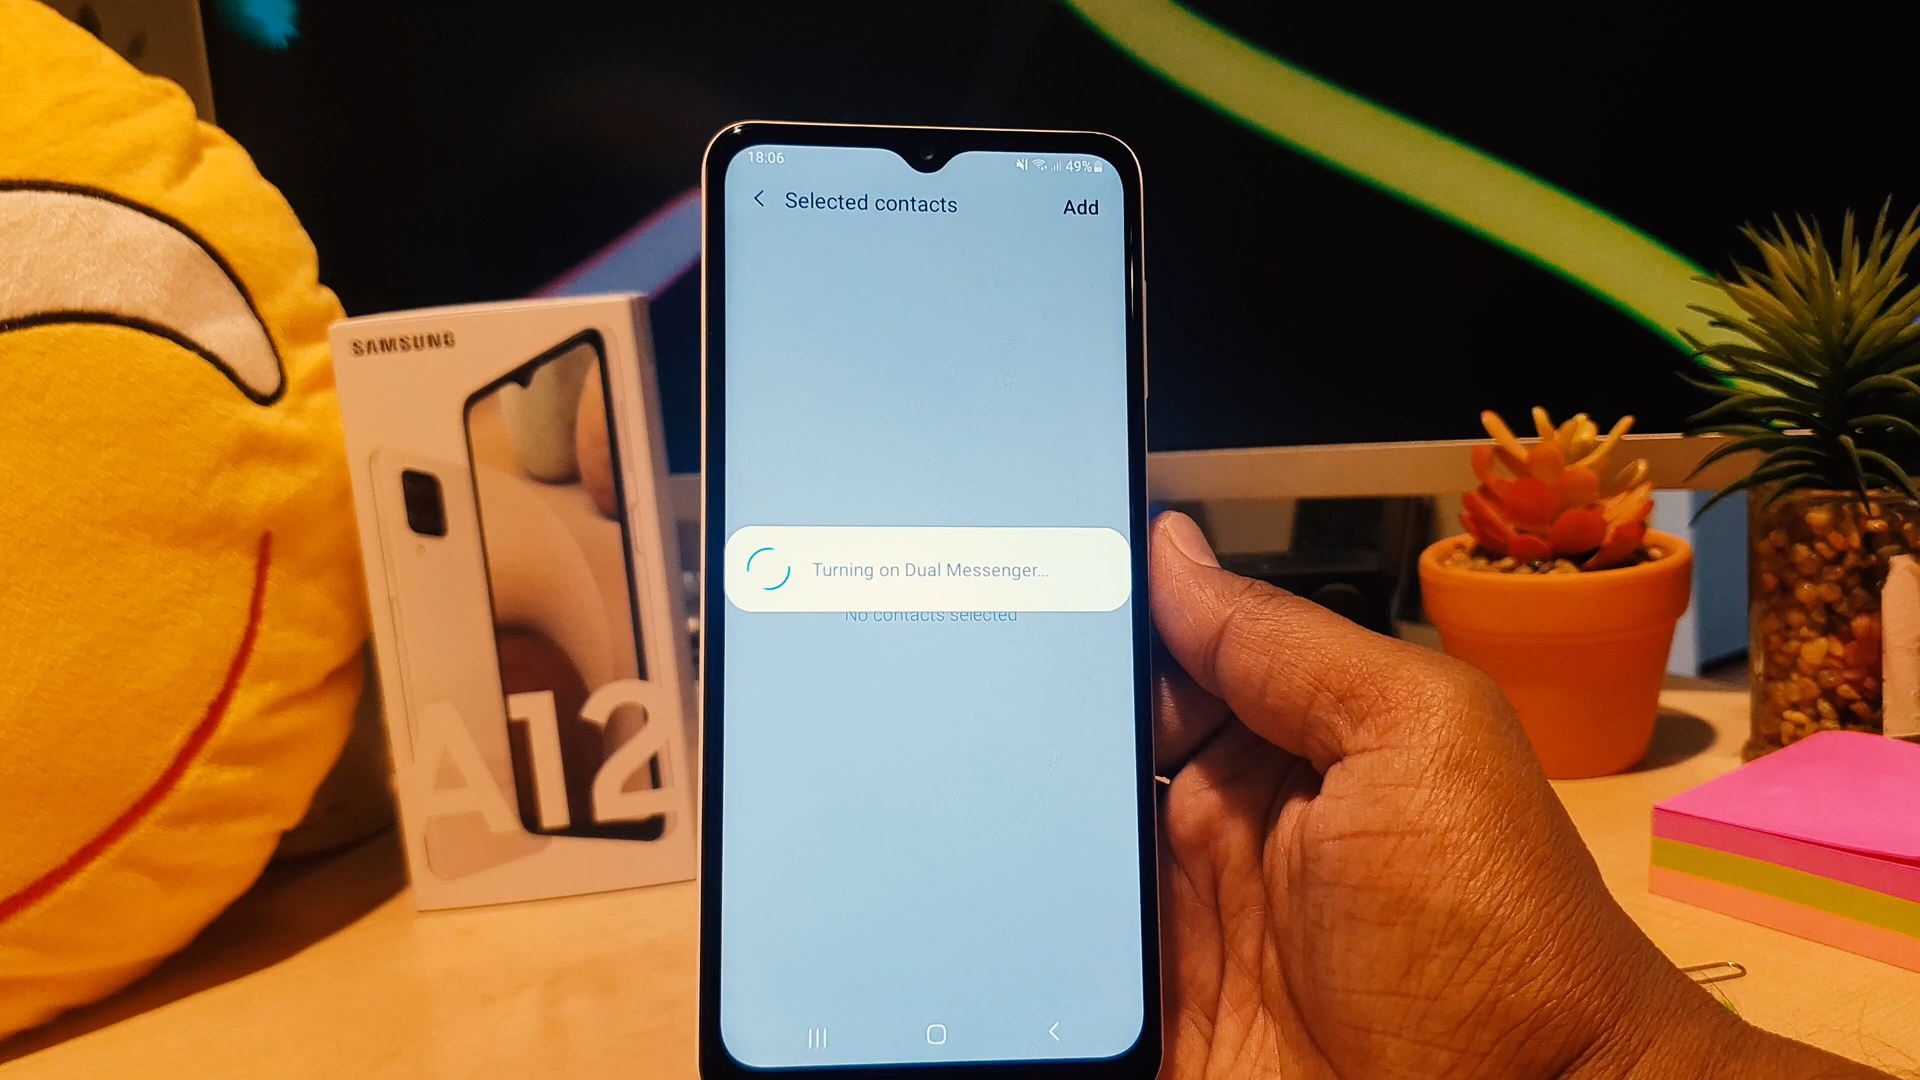 SAMSUNG
A12
18:06
49%
Selected contacts
Add
Turning on Dual Messenger...
No contacts selected